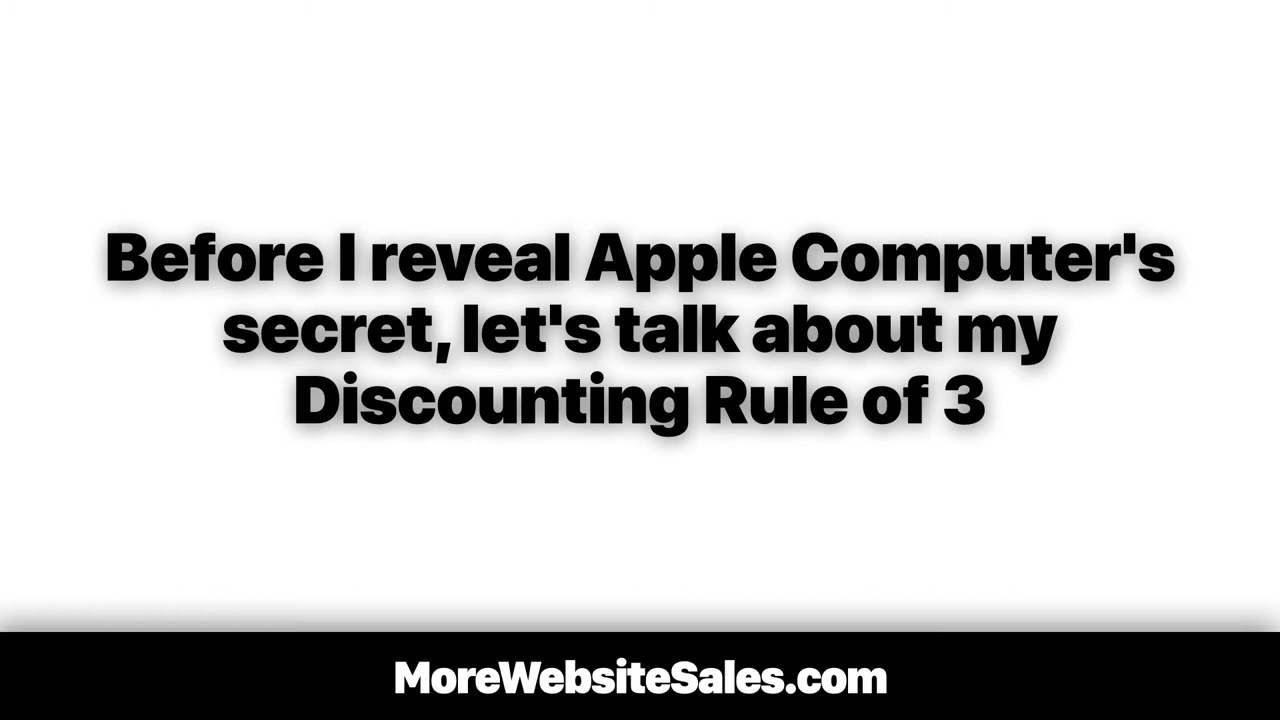 Before I reveal Apple Computer's
secret, let's talk about my
Discounting Rule of 3
MoreWebsiteSales.com